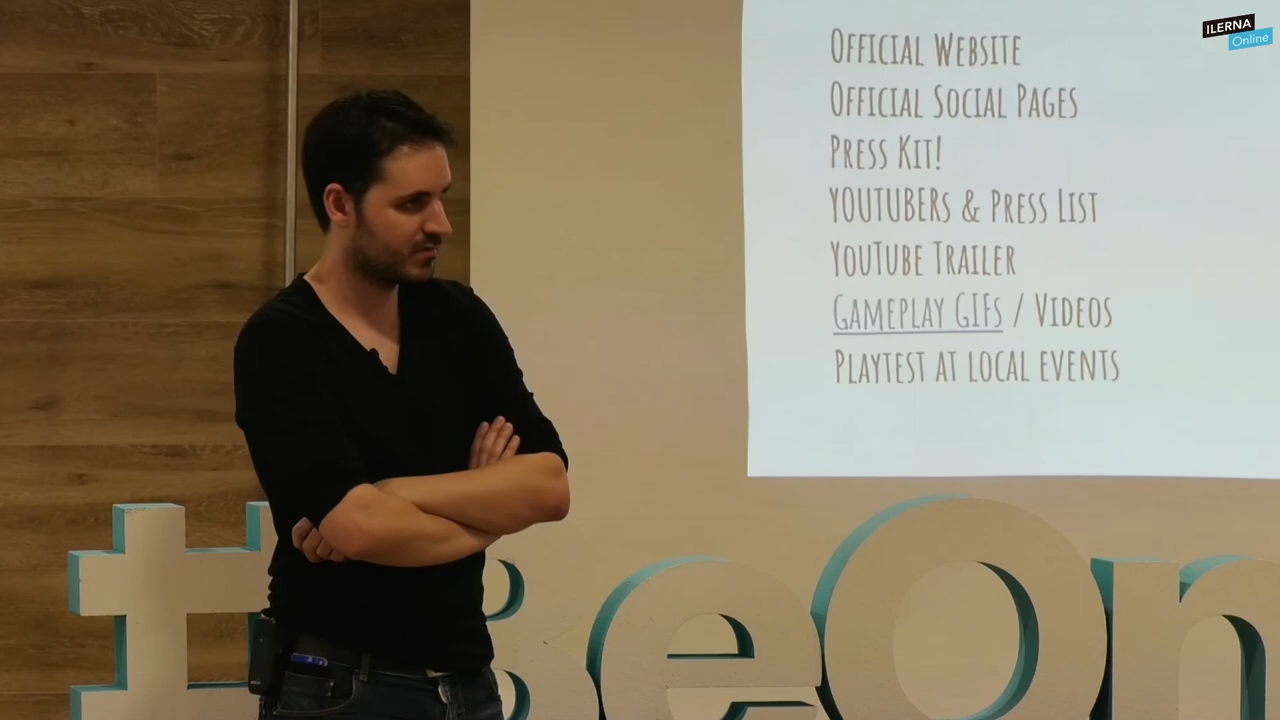 ILERNA
Online
OFFICIAL WEBSITE
OFFICIAL SOCIAL PAGES
PRESS KIT!
YOUTUBERS & PRESS LIST
YOUTUBE TRAILER
GAMEPLAY GIFS / VIDEOS
PLAYTEST AT LOCAL EVENTS
#BeOn